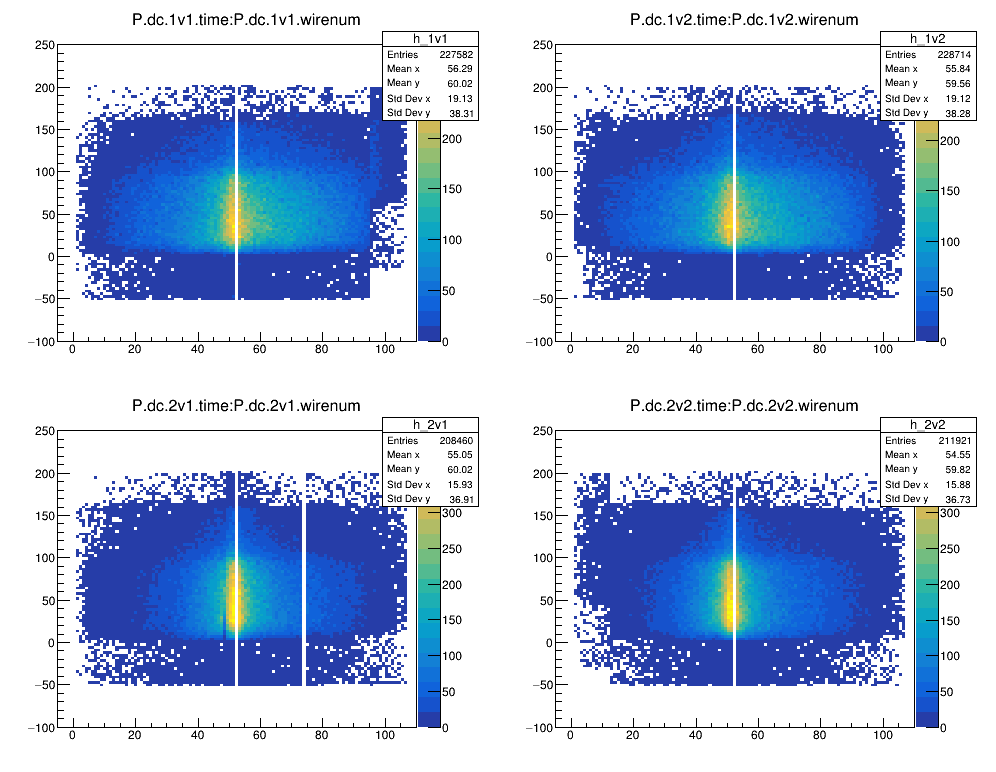 P.dc.1v1.time:P.dc.1v1.wirenum
h_1v1
Entries 227582
Mean x 56.29
Mean y 60.02
Std Dev x 19.13
Std Dev y 38.31
250
200
150
100
50
0
−50
−100
0 20 40 60 80 100
200
150
100
50
0
P.dc.1v2.time:P.dc.1v2.wirenum
h_1v2
Entries 228714
Mean x 55.84
Mean y 59.56
Std Dev x 19.12
Std Dev y 38.28
250
200
150
100
50
0
−50
−100
0 20 40 60 80 100
200
150
100
50
0
P.dc.2v1.time:P.dc.2v1.wirenum
h_2v1
Entries 208460
Mean x 55.05
Mean y 60.02
Std Dev x 15.93
Std Dev y 36.91
250
200
150
100
50
0
−50
−100
0 20 40 60 80 100
300
250
200
150
100
50
0
P.dc.2v2.time:P.dc.2v2.wirenum
h_2v2
Entries 211921
Mean x 54.55
Mean y 59.82
Std Dev x 15.88
Std Dev y 36.73
250
200
150
100
50
0
−50
−100
0 20 40 60 80 100
300
250
200
150
100
50
0